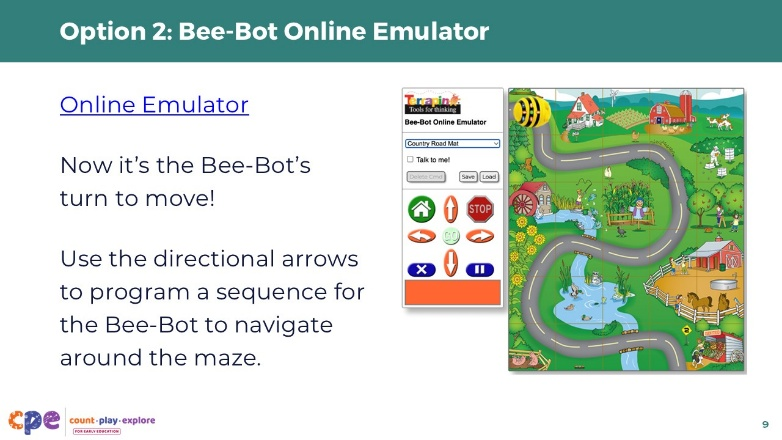 Option 2: Bee-Bot Online Emulator
Online Emulator
Now it's the Bee-Bot's
turn to move!
Use the directional arrows
to program a sequence for
the Bee-Bot to navigate
around the maze.
Terrapin
Tools for thinking
Bee-Bot Online Emulator
Country Road Mat
Talk to me!
Delete Cmd
Save
Load
STOP
GO
cpe
count·play·explore
FOR EARLY EDUCATION
9